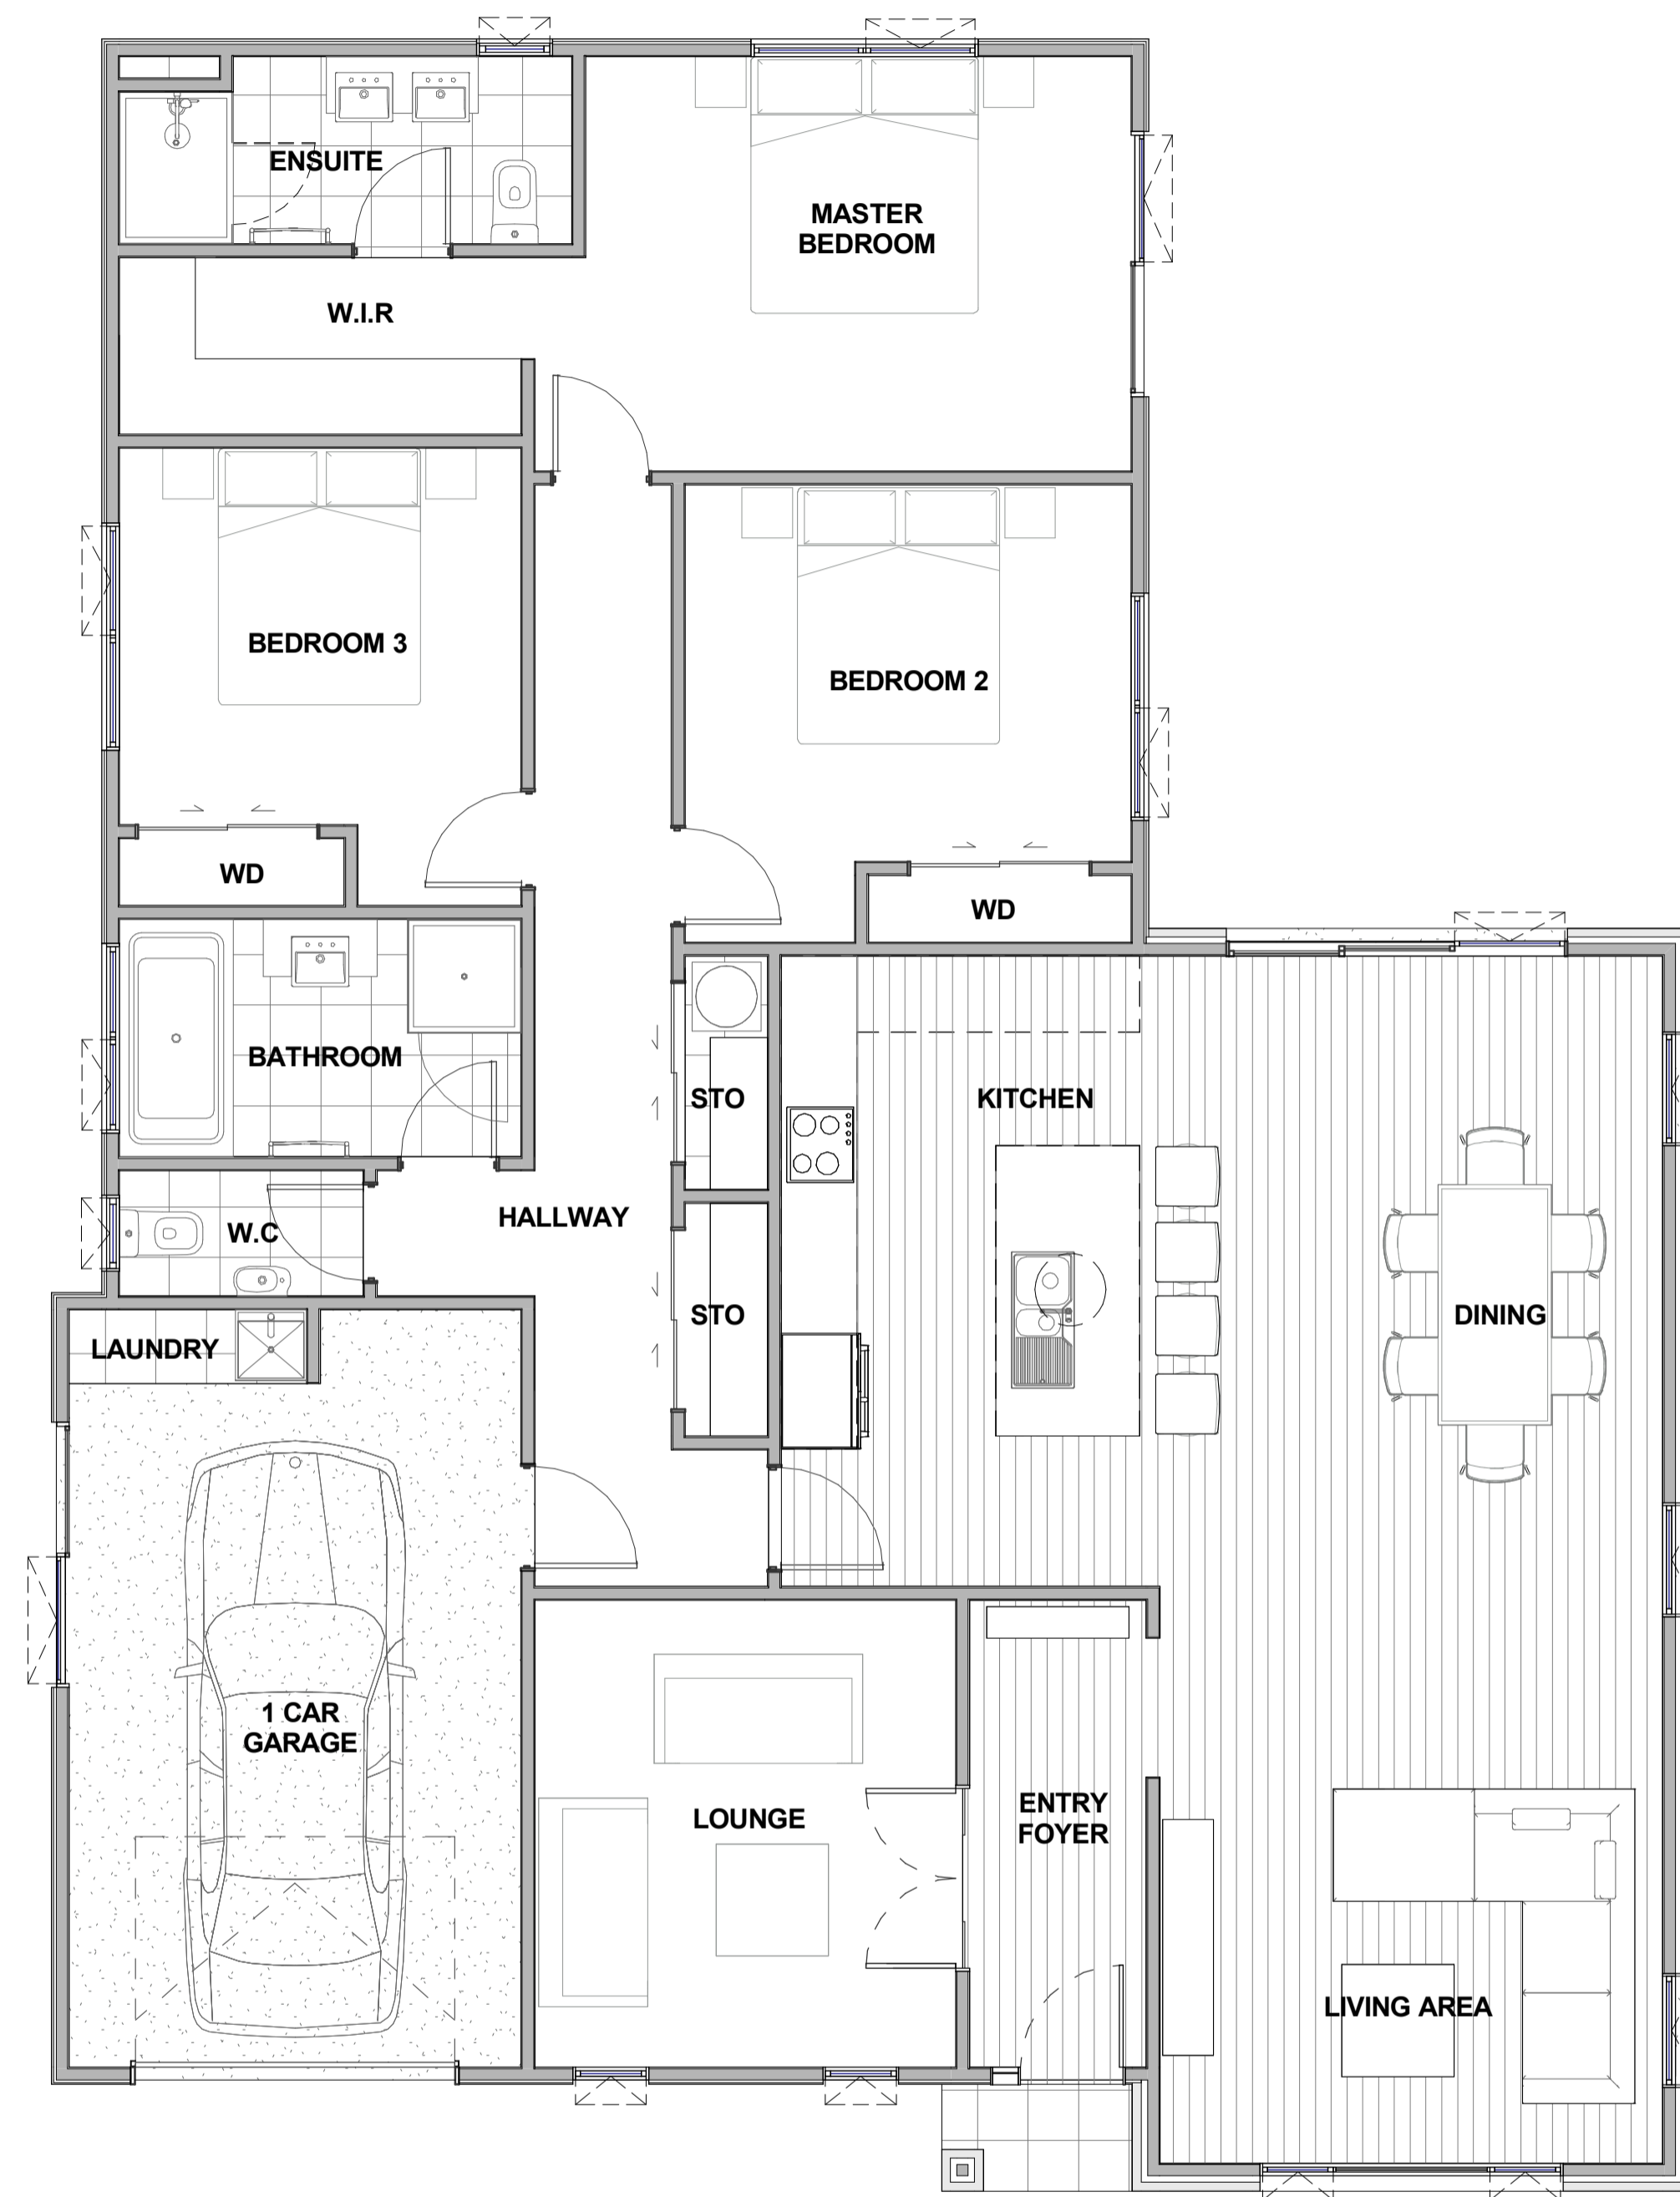 ENSUITE
MASTER
BEDROOM
W.I.R
BEDROOM 3
BEDROOM 2
WD
WD
BATHROOM
STO
KITCHEN
HALLWAY
W.C
STO
DINING
LAUNDRY
1 CAR
GARAGE
LOUNGE
ENTRY
FOYER
LIVING AREA